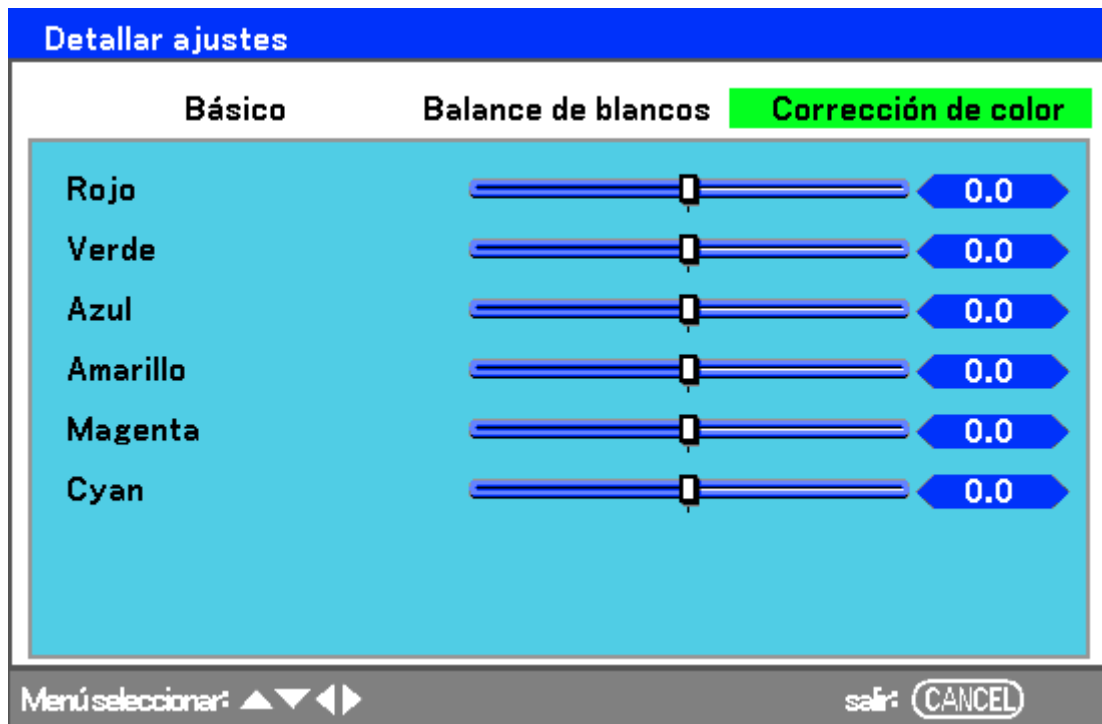 Detallar ajustes
Básico Balance de blancos Corrección de color
Rojo 0.0
Verde 0.0
Azul 0.0
Amarillo 0.0
Magenta 0.0
Cyan 0.0
Menú seleccionar: salir: CANCEL